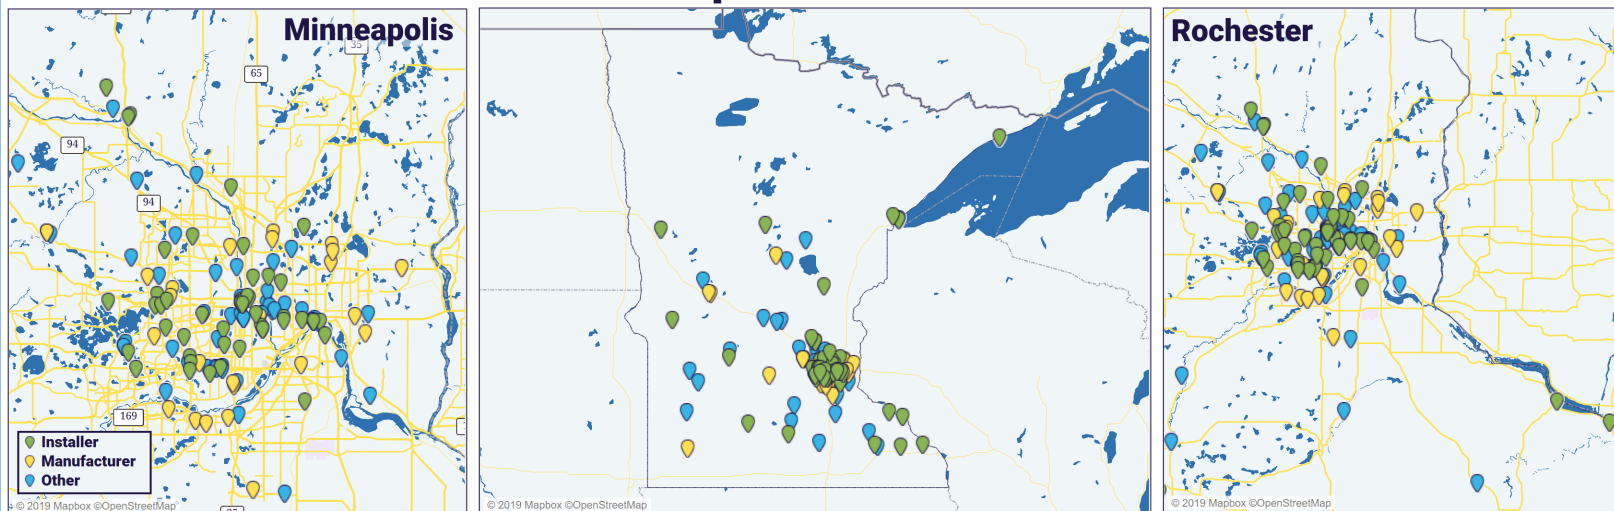 Minneapolis
35
65
94
94
169
Installer
Manufacturer
Other
© 2019 Mapbox ©OpenStreetMap
© 2019 Mapbox ©OpenStreetMap
Rochester
© 2019 Mapbox ©OpenStreetMap